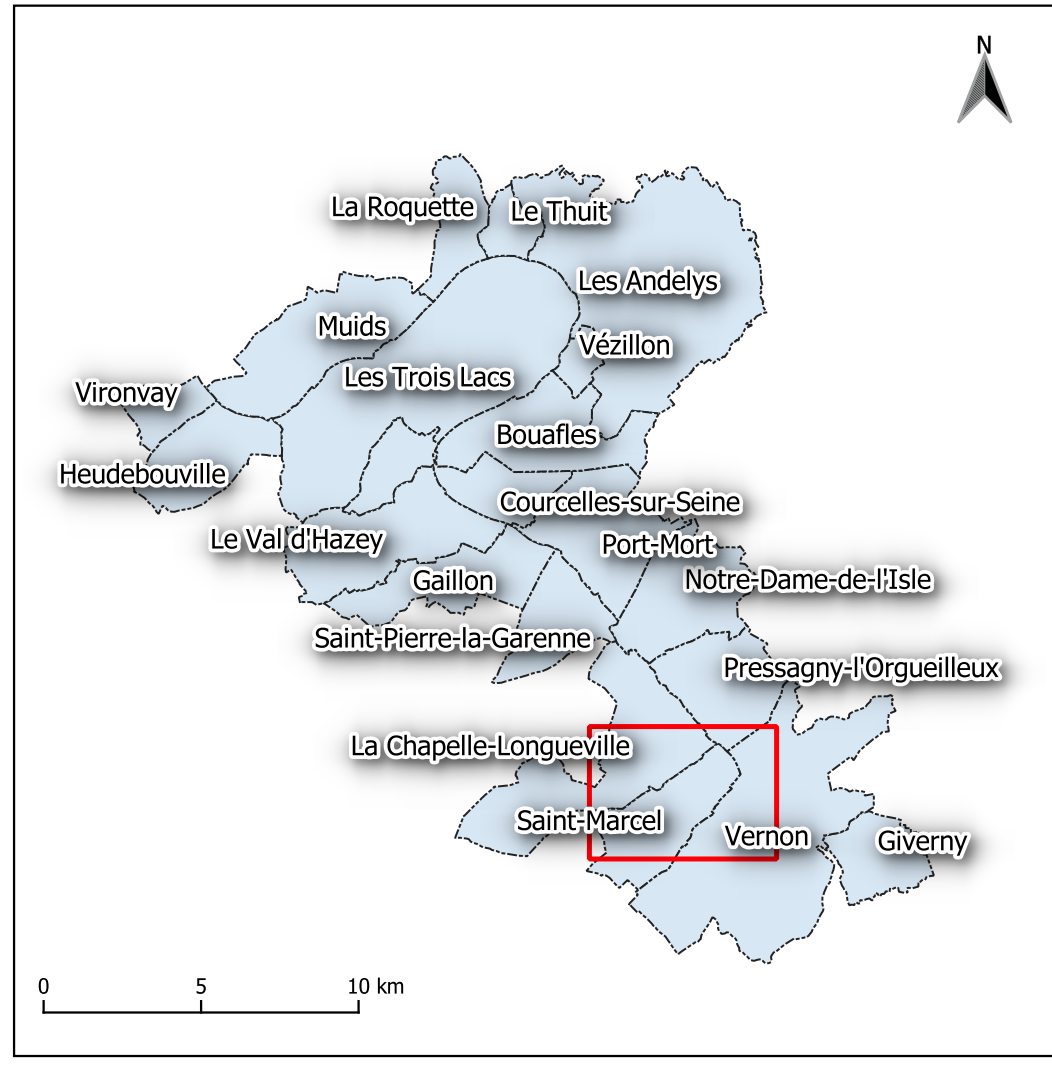 N
La Roquette
Le Thuit
Les Andelys
Muids
Vézillon
Les Trois Lacs
Vironvay
Bouafles
Heudebouville
Courcelles-sur-Seine
Le Val d'Hazey
Port-Mort
Gaillon
Notre-Dame-de-l'Isle
Saint-Pierre-la-Garenne
Pressagny-l'Orgueilleux
La Chapelle-Longueville
Saint-Marcel
Vernon
Giverny
0 5 10 km